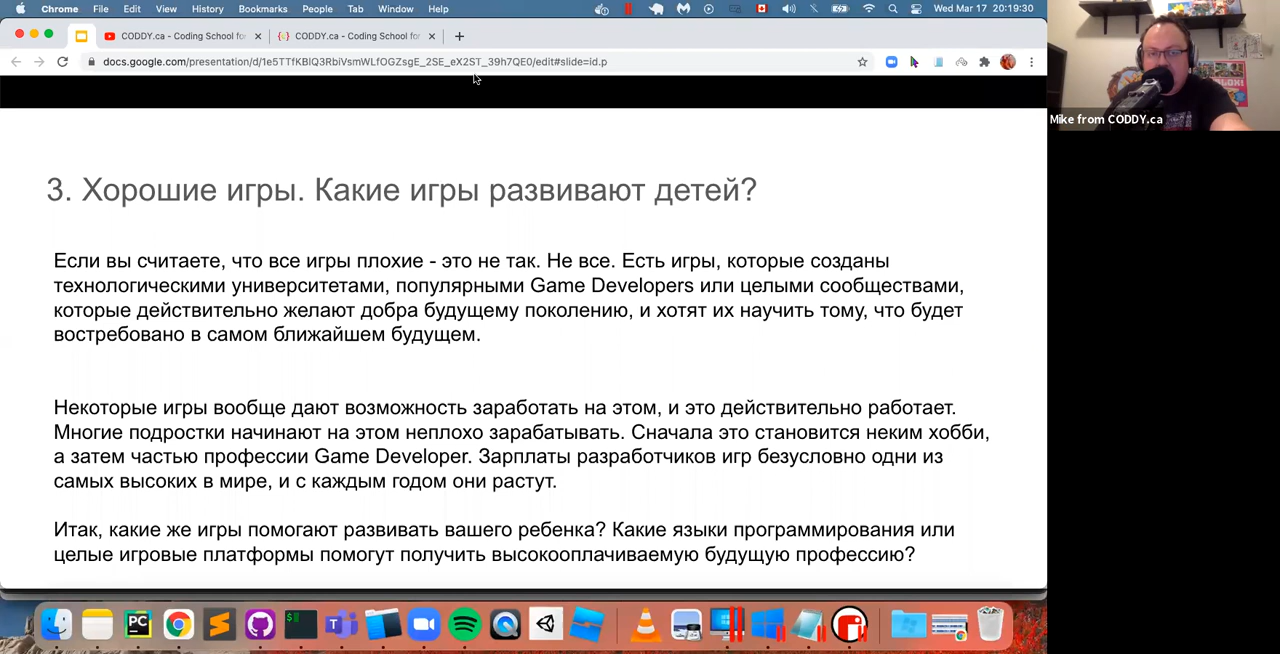 Chrome File Edit View History Bookmarks People Tab Window Help Wed Mar 17 20:19:30
CODDY.ca - Coding School for CODDY.ca - Coding School for
docs.google.com/presentation/d/1e5TTfKBIQ3RbiVsmWLfOGZsgE_2SE_eX2ST_39h7QE0/edit#slide=id.p
Mike from CODDY.ca
3. Хорошие игры. Какие игры развивают детей?
Если вы считаете, что все игры плохие - это не так. Не все. Есть игры, которые созданы
технологическими университетами, популярными Game Developers или целыми сообществами,
которые действительно желают добра будущему поколению, и хотят их научить тому, что будет
востребовано в самом ближайшем будущем.
Некоторые игры вообще дают возможность заработать на этом, и это действительно работает.
Многие подростки начинают на этом неплохо зарабатывать. Сначала это становится неким хобби,
а затем частью профессии Game Developer. Зарплаты разработчиков игр безусловно одни из
самых высоких в мире, и с каждым годом они растут.
Итак, какие же игры помогают развивать вашего ребенка? Какие языки программирования или
целые игровые платформы помогут получить высокооплачиваемую будущую профессию?
PC